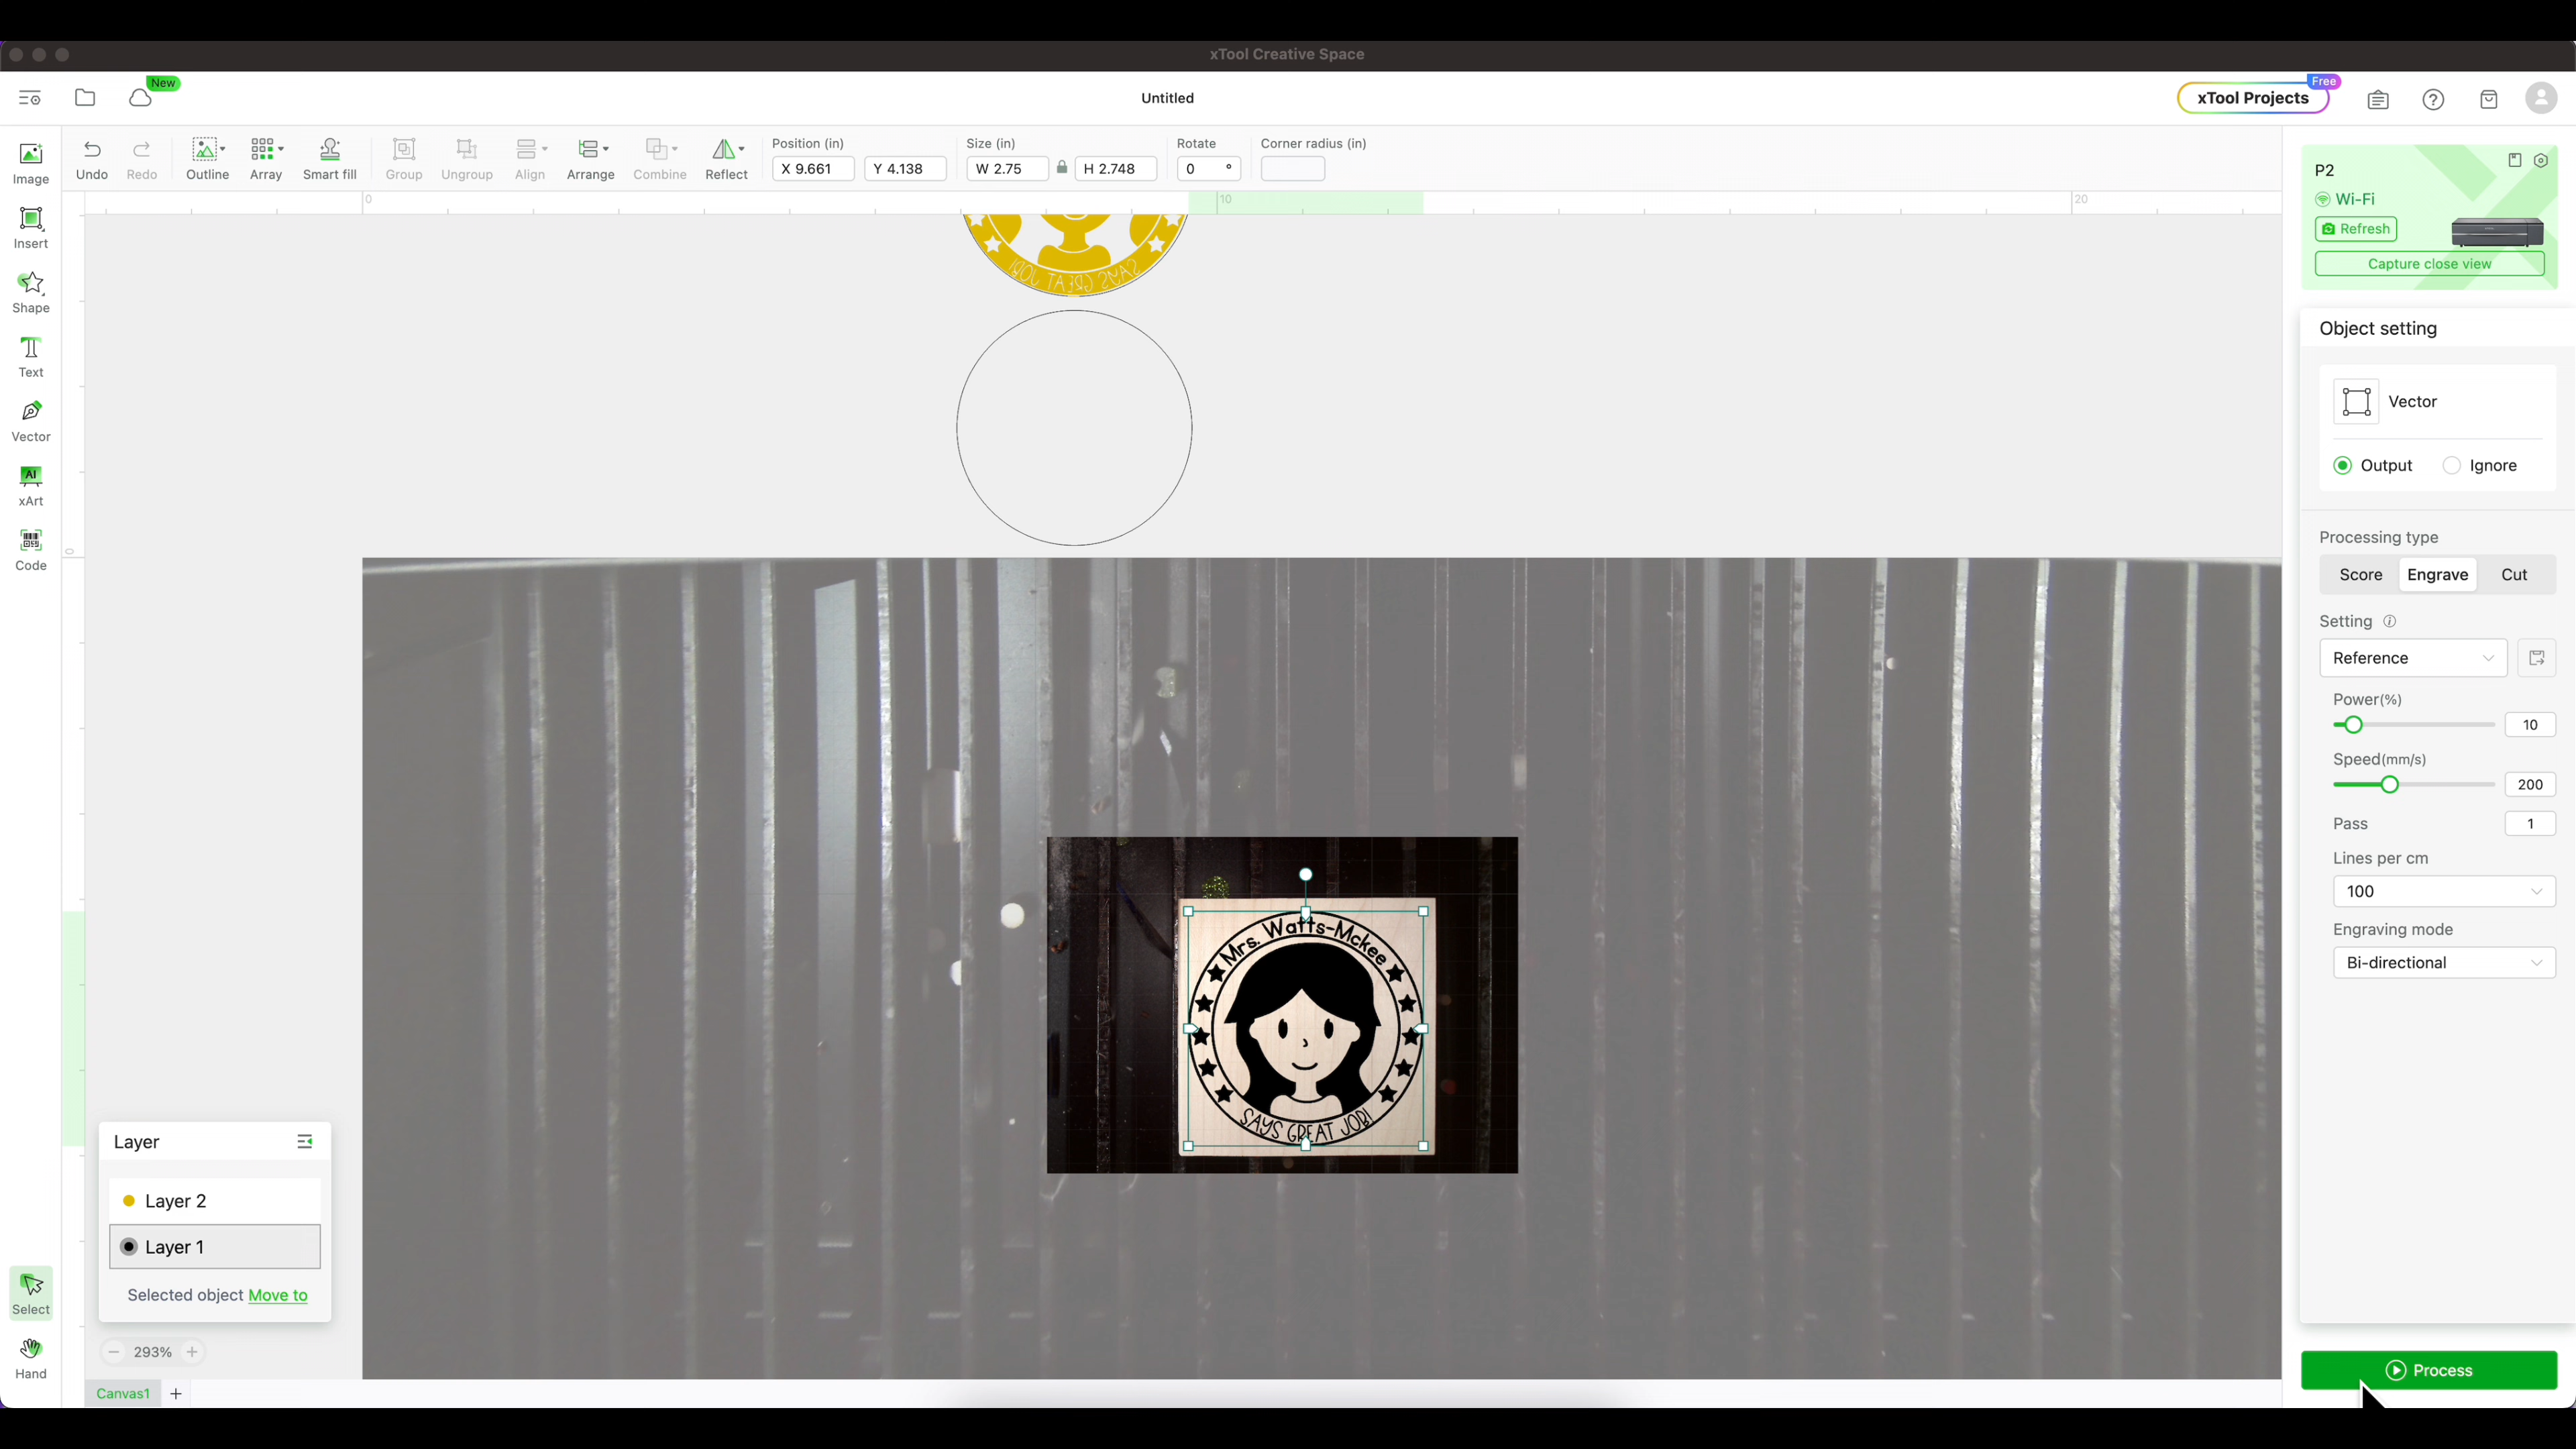 xTool Creative Space
New
Untitled
Free
xTool Projects
Image
Undo
Redo
Outline
Array
Smart fill
Group
Ungroup
Align
Arrange
Combine
Reflect
Position (in)
X 9.661
Y 4.138
Size (in)
W 2.75
H 2.748
Rotate
0 °
Corner radius (in)
0
10
20
Insert
Shape
Text
Vector
AI
xArt
Code
0
SAYS GREAT JOB!
P2
Wi-Fi
Refresh
Capture close view
Object setting
Vector
Output
Ignore
Processing type
Score
Engrave
Cut
Setting
Reference
Power(%)
10
Speed(mm/s)
200
Pass
1
Lines per cm
100
Engraving mode
Bi-directional
Mrs. Watts-Mckee
SAYS GREAT JOB!
Layer
Layer 2
Layer 1
Selected object Move to
Select
Hand
293%
Canvas1
Process